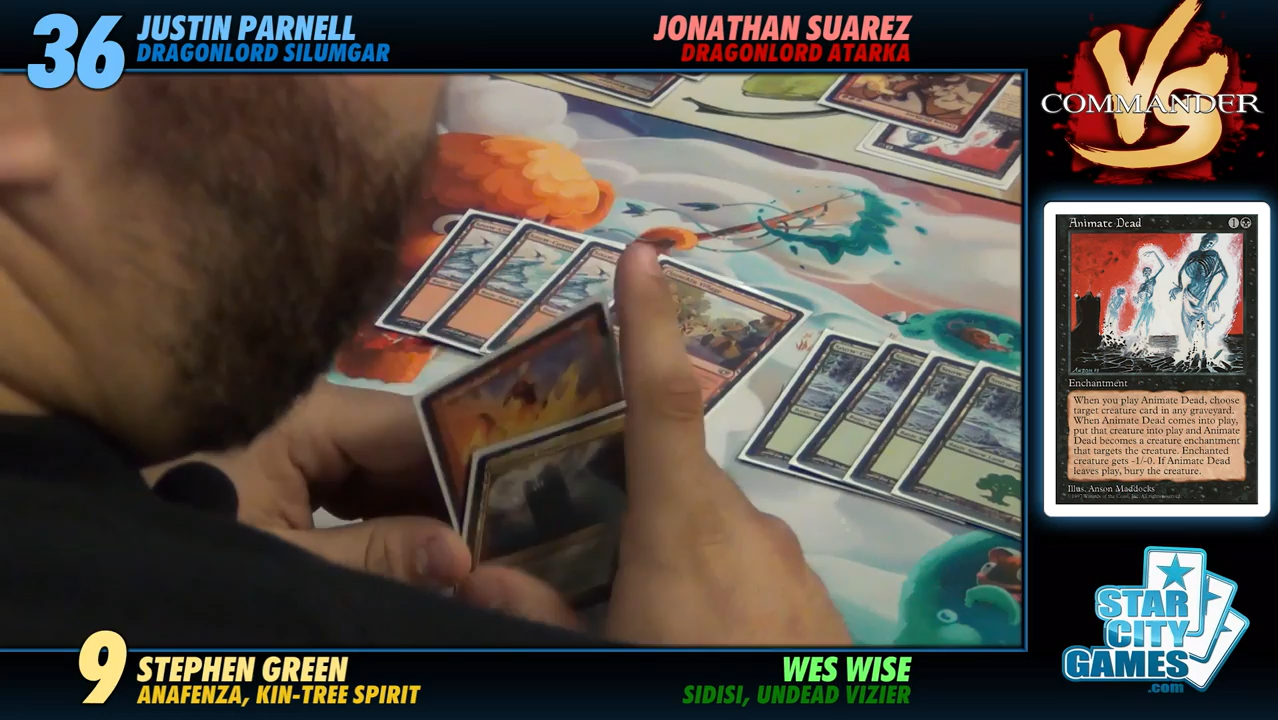 36
JUSTIN PARNELL
DRAGONLORD SILUMGAR
JONATHAN SUAREZ
DRAGONLORD ATARKA
VS
COMMANDER
Animate Dead
Enchantment
When you play Animate Dead, choose
target creature card in any graveyard.
When Animate Dead comes into play,
put that creature into play and Animate
Dead becomes a creature enchantment
that targets the creature. Enchanted
creature gets -1/-0. If Animate Dead
leaves play, bury the creature.
Illus. Anson Maddocks
STAR
CITY
GAMES
.com
9
STEPHEN GREEN
ANAFENZA, KIN-TREE SPIRIT
WES WISE
SIDISI, UNDEAD VIZIER